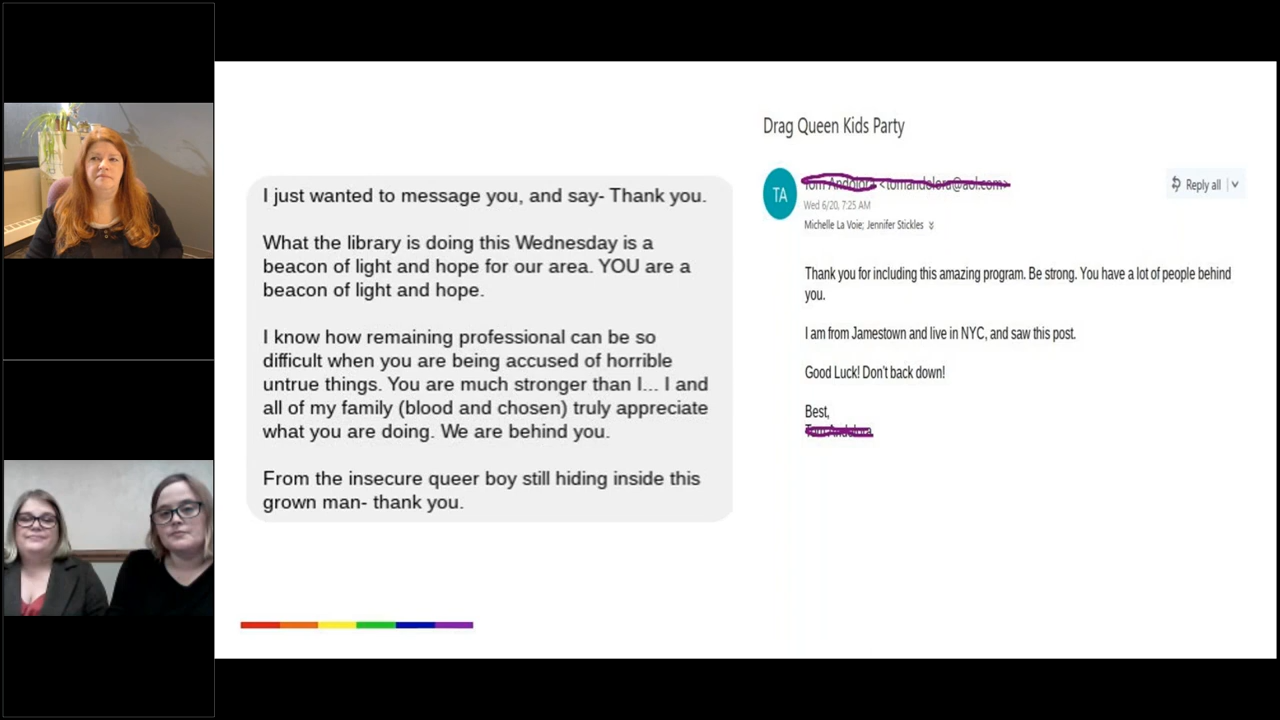 I just wanted to message you, and say- Thank you.
What the library is doing this Wednesday is a
beacon of light and hope for our area. YOU are a
beacon of light and hope.
I know how remaining professional can be so
difficult when you are being accused of horrible
untrue things. You are much stronger than I... I and
all of my family (blood and chosen) truly appreciate
what you are doing. We are behind you.
From the insecure queer boy still hiding inside this
grown man- thank you.
Drag Queen Kids Party
TA
Reply all
Wed 6/20, 7:25 AM
Michelle La Voie; Jennifer Stickles
Thank you for including this amazing program. Be strong. You have a lot of people behind
you.
I am from Jamestown and live in NYC, and saw this post.
Good Luck! Don't back down!
Best,